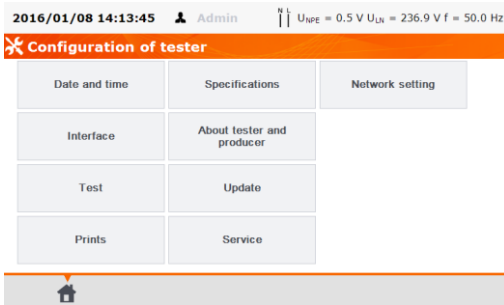 2016/01/08 14:13:45 Admin N L UNPE = 0.5 V ULN = 236.9 V f = 50.0 Hz
Configuration of tester
Date and time Specifications Network setting
Interface About tester and
producer
Test Update
Prints Service